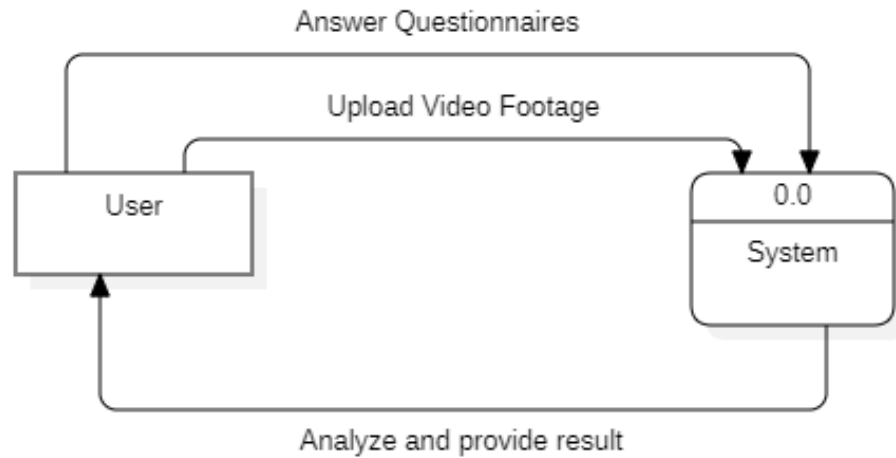 Answer Questionnaires
Upload Video Footage
User
0.0
System
Analyze and provide result